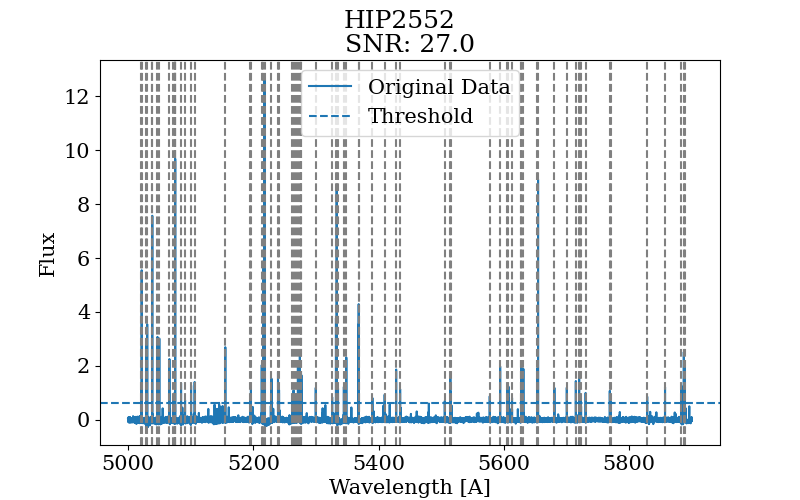 HIP2552
SNR: 27.0
Original Data
Threshold
12
10
8
6
4
2
0
Flux
5000 5200 5400 5600 5800
Wavelength [A]